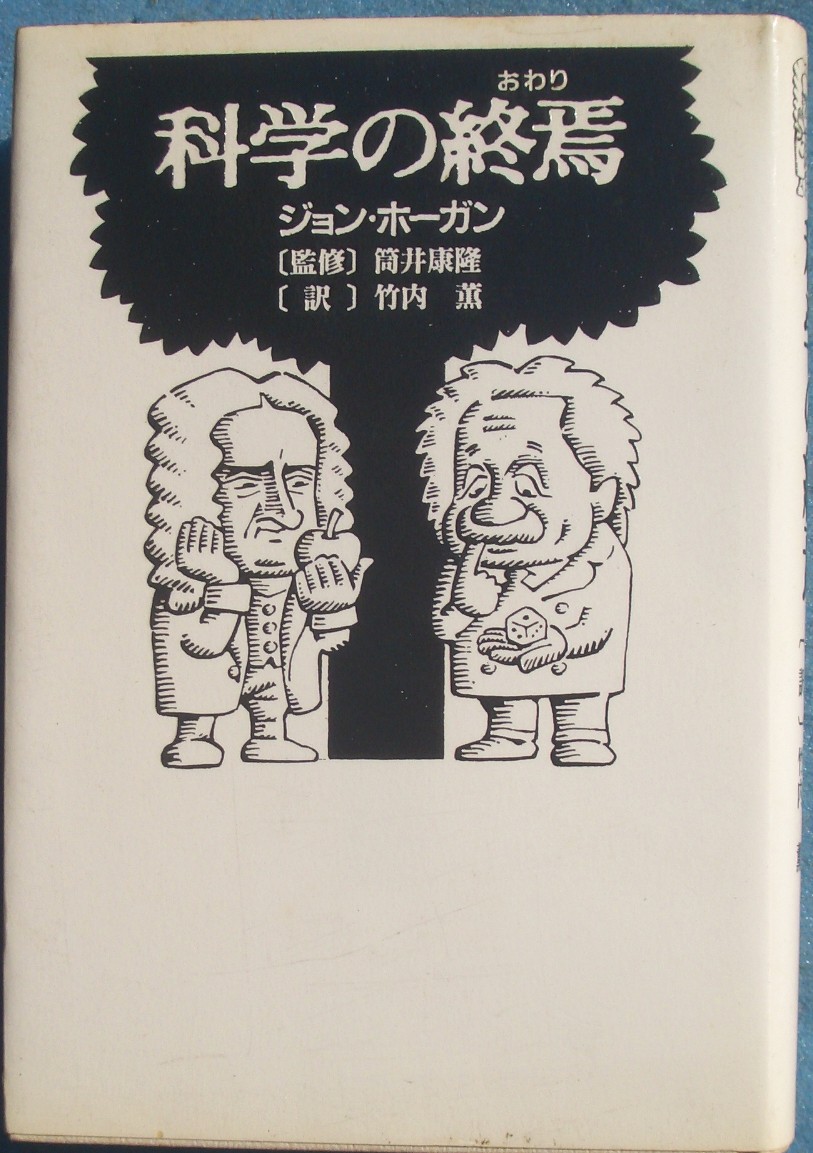 おわり
科学の終焉
ジョン・ホーガン
〔監修〕筒井康隆
〔訳〕竹内 薫